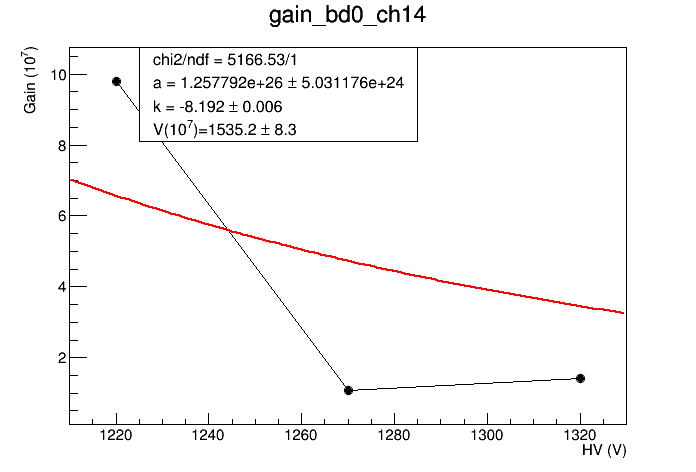 gain_bd0_ch14
chi2/ndf = 5166.53/1
a = 1.257792e+26 ± 5.031176e+24
k = -8.192 ± 0.006
V(10⁷)=1535.2 ± 8.3
Gain (10⁷)
10
8
6
4
2
1220 1240 1260 1280 1300 1320
HV (V)